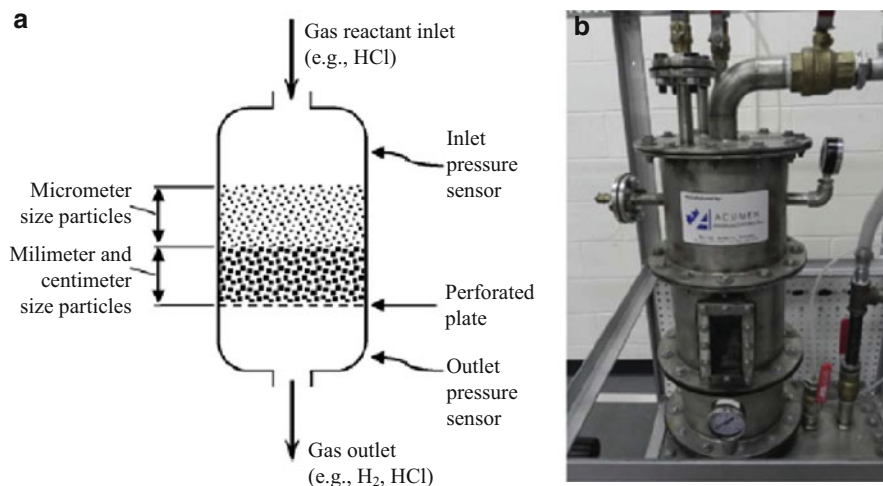 a
Gas reactant inlet
(e.g., HCl)
Inlet
pressure
sensor
Micrometer
size particles
Milimeter and
centimeter
size particles
Perforated
plate
Outlet
pressure
sensor
Gas outlet
(e.g., H₂, HCl)
b
ACUMEN